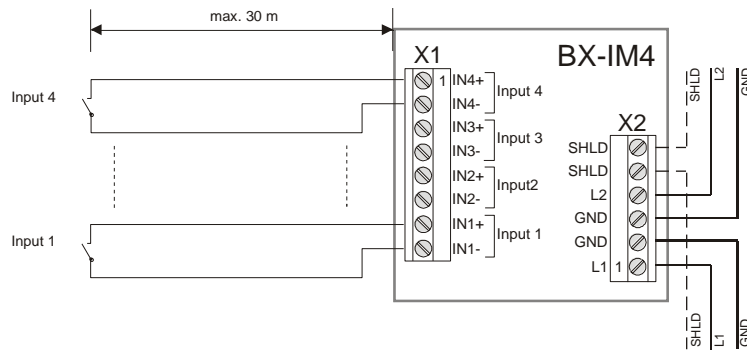 max. 30 m
X1
BX-IM4
1 IN4+
IN4-
Input 4
IN3+
IN3-
Input 3
IN2+
IN2-
Input2
IN1+
IN1-
Input 1
Input 4
Input 1
X2
SHLD
SHLD
L2
GND
GND
L1 1
SHLD
L2
GND
SHLD
L1
GND